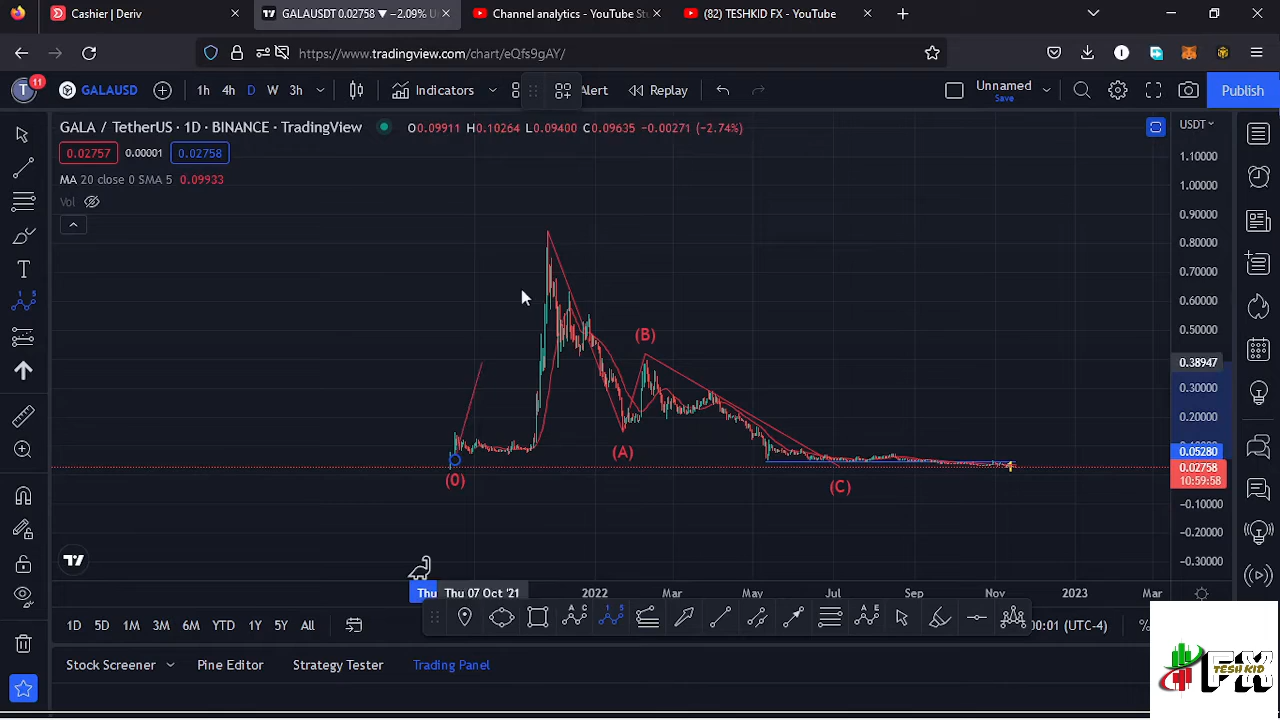 Cashier | Deriv
GALAUSDT 0.02758 ▼ −2.09% U
Channel analytics - YouTube St
(82) TESHKID FX - YouTube
https://www.tradingview.com/chart/eQfs9gAY/
T
11
GALAUSD
1h 4h D W 3h
Indicators
Alert
Replay
Unnamed
Save
Publish
GALA / TetherUS · 1D · BINANCE · TradingView
O0.09911 H0.10264 L0.09400 C0.09635 −0.00271 (−2.74%)
USDT
0.02757 0.00001 0.02758
MA 20 close 0 SMA 5 0.09933
Vol
1.10000
1.00000
0.90000
0.80000
0.70000
0.60000
0.50000
0.38947
0.30000
0.20000
0.05280
0.02758
10:59:58
-0.10000
-0.20000
-0.30000
(B)
(A)
(0)
(C)
Thu
Thu 07 Oct '21
2022 Mar May Jul Sep Nov 2023 Mar
1D 5D 1M 3M 6M YTD 1Y 5Y All
:00:01 (UTC-4)
%
Stock Screener
Pine Editor
Strategy Tester
Trading Panel
FX
TESH KID